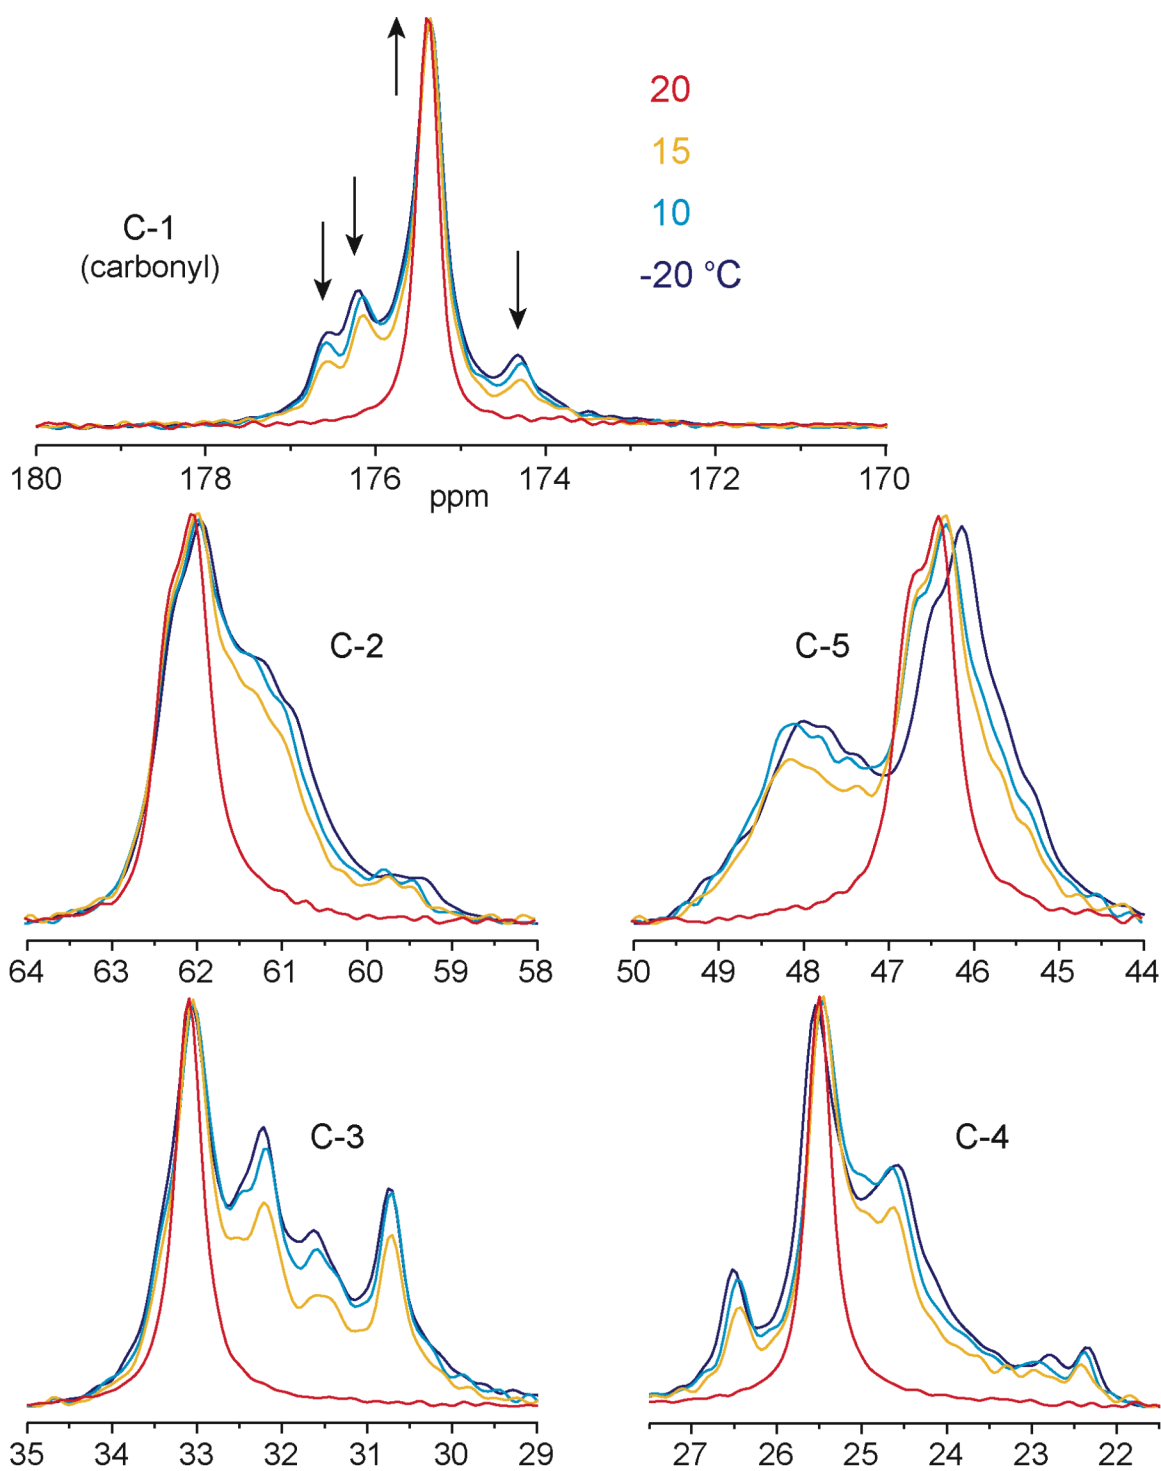 20
15
10
-20 °C
C-1
(carbonyl)
180 178 176 174 172 170
ppm
C-2
C-5
64 63 62 61 60 59 58
50 49 48 47 46 45 44
C-3
C-4
35 34 33 32 31 30 29
27 26 25 24 23 22